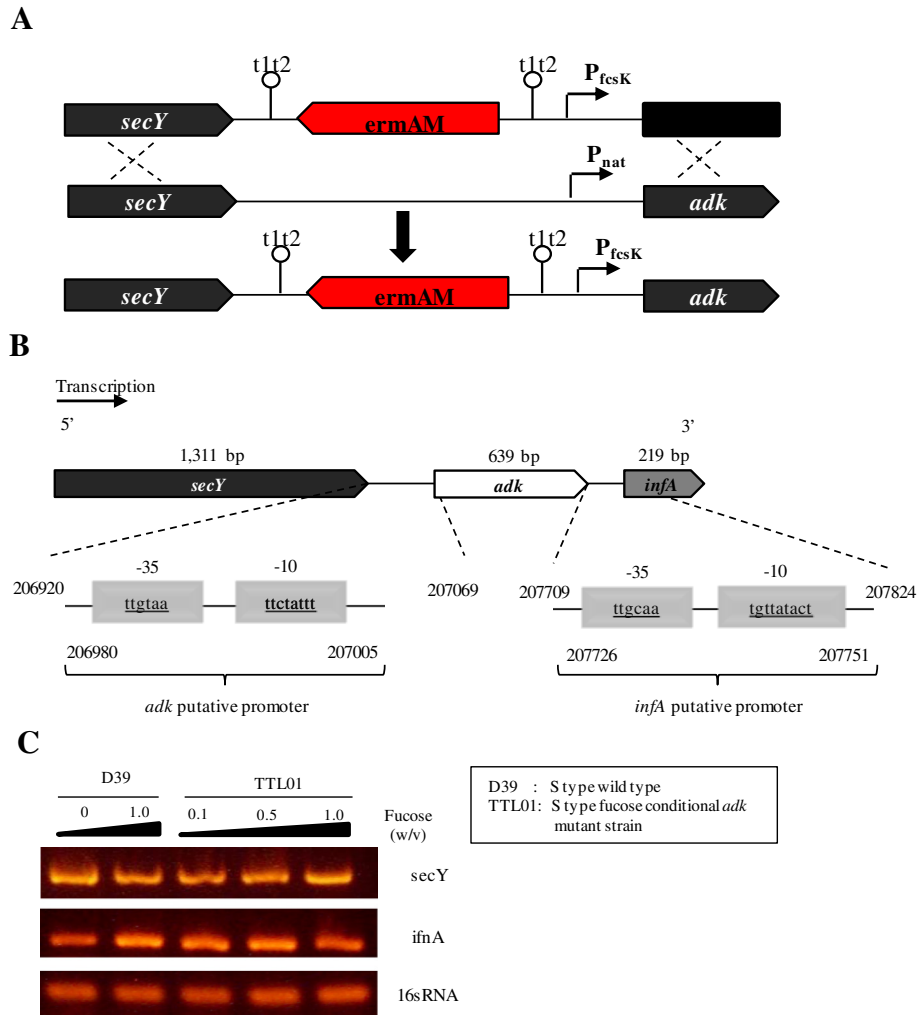 A
t1t2
t1t2
PfcsK
secY
ermAM
Pnat
secY
adk
t1t2
t1t2
PfcsK
secY
ermAM
adk
B
Transcription
5’
3’
1,311 bp
639 bp
219 bp
secY
adk
infA
-35
-10
-35
-10
206920
ttgtaa
ttctattt
207069
207709
ttgcaa
tgttatact
207824
206980
207005
207726
207751
adk putative promoter
infA putative promoter
C
D39
TTL01
0
1.0
0.1
0.5
1.0
Fucose
(w/v)
D39 : S type wild type
TTL01: S type fucose conditional adk
mutant strain
secY
ifnA
16sRNA